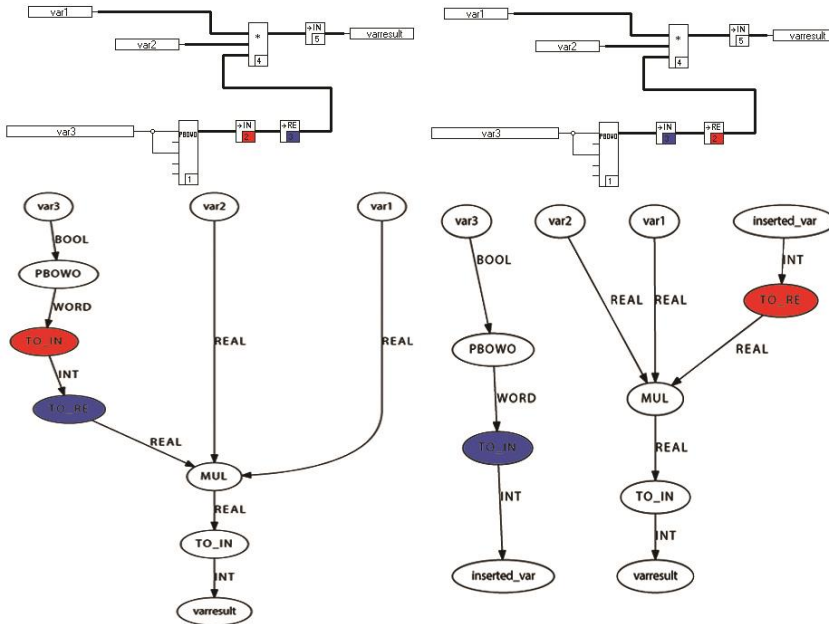 var1
var2
*
4
→IN
5
varresult
var3
PBOWO
1
→IN
2
→RE
var1
var2
*
4
→IN
5
varresult
var3
PBOWO
1
→IN
→RE
2
var3
var2
var1
BOOL
PBOWO
WORD
TO_IN
INT
TO_RE
REAL
REAL
REAL
MUL
REAL
TO_IN
INT
varresult
var3
var2
var1
inserted_var
BOOL
INT
REAL
REAL
TO_RE
PBOWO
REAL
WORD
MUL
TO_IN
REAL
INT
TO_IN
INT
inserted_var
varresult